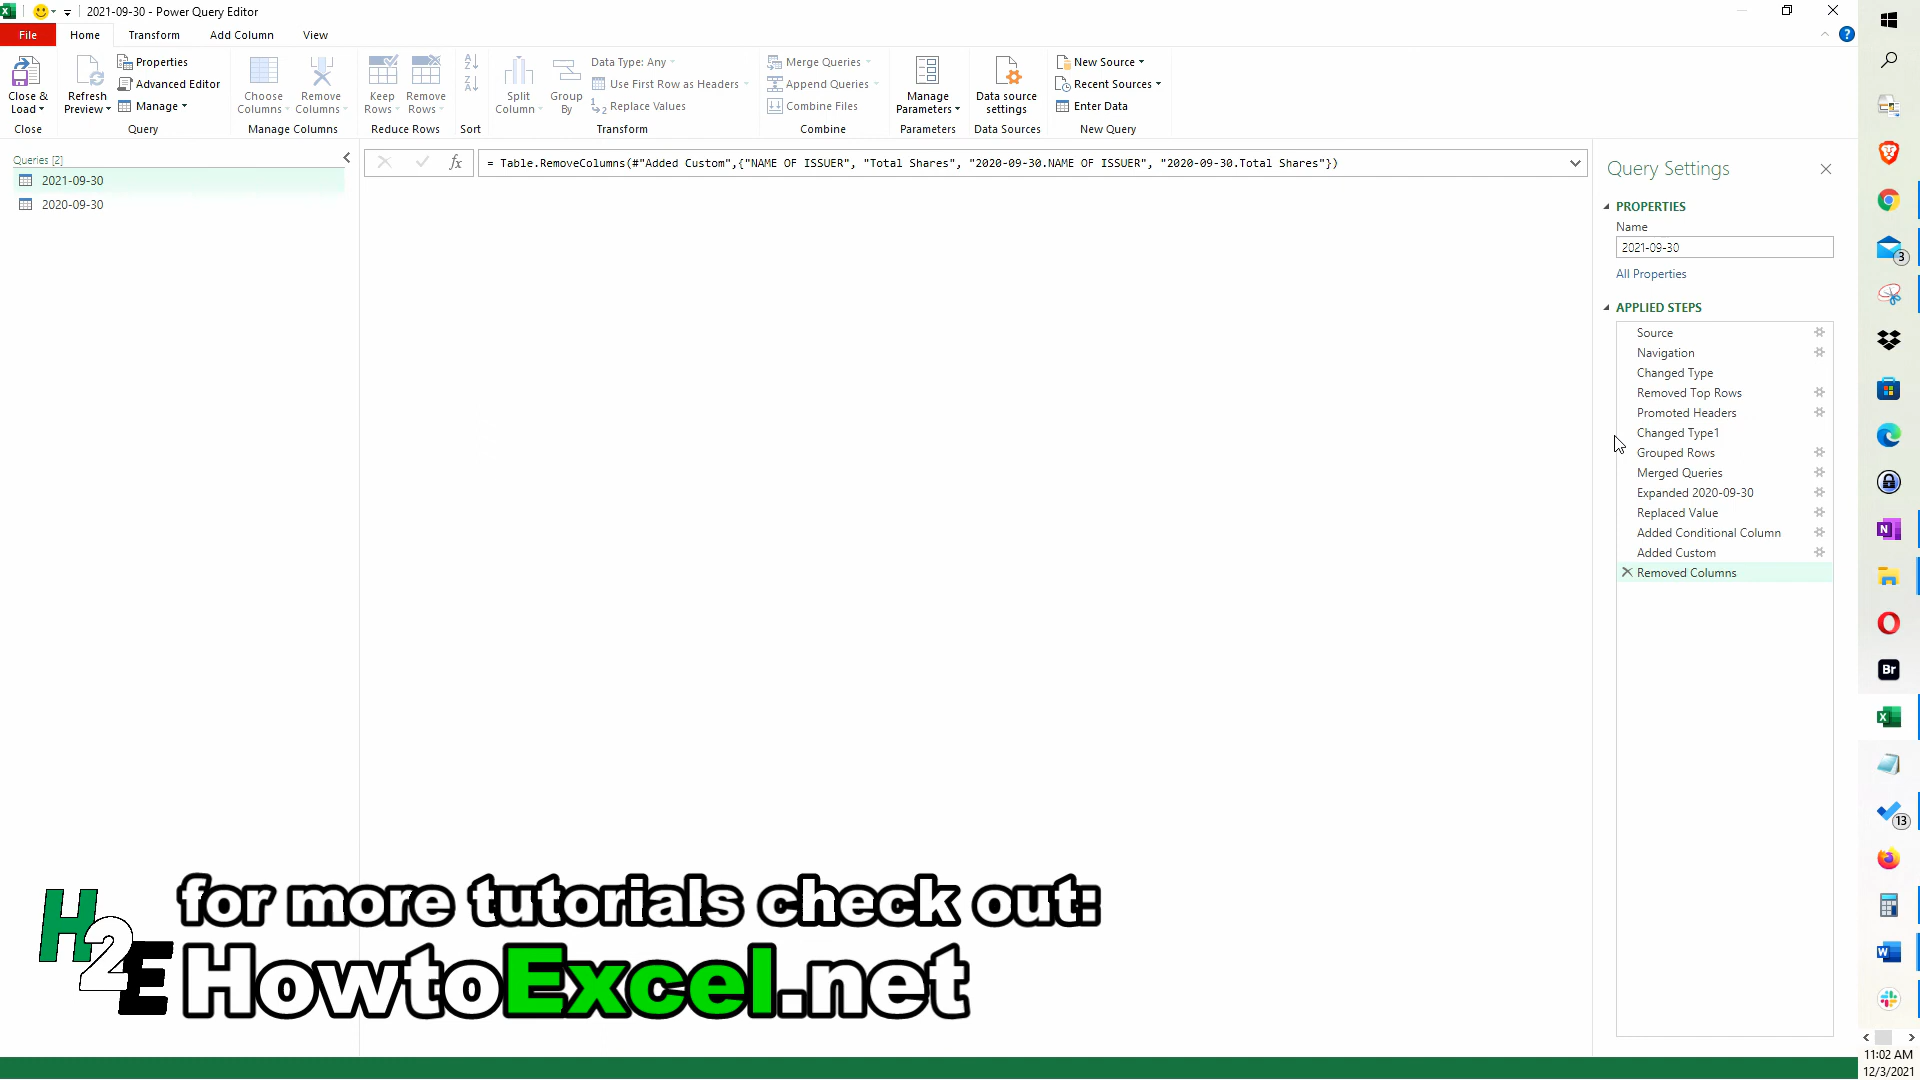 2021-09-30 - Power Query Editor
File Home Transform Add Column View
Close & Load
Close
Refresh Preview
Properties
Advanced Editor
Manage
Query
Choose Columns
Remove Columns
Manage Columns
Keep Rows
Remove Rows
Reduce Rows
Sort
Split Column
Group By
Data Type: Any
Use First Row as Headers
Replace Values
Transform
Merge Queries
Append Queries
Combine Files
Combine
Manage Parameters
Parameters
Data source settings
Data Sources
New Source
Recent Sources
Enter Data
New Query
Queries [2]
2021-09-30
2020-09-30
fx
= Table.RemoveColumns(#"Added Custom",{"NAME OF ISSUER", "Total Shares", "2020-09-30.NAME OF ISSUER", "2020-09-30.Total Shares"})
Query Settings
PROPERTIES
Name
2021-09-30
All Properties
APPLIED STEPS
Source
Navigation
Changed Type
Removed Top Rows
Promoted Headers
Changed Type1
Grouped Rows
Merged Queries
Expanded 2020-09-30
Replaced Value
Added Conditional Column
Added Custom
Removed Columns
3
N
Br
X
13
W
11:02 AM
12/3/2021
H2E
for more tutorials check out:
HowtoExcel.net